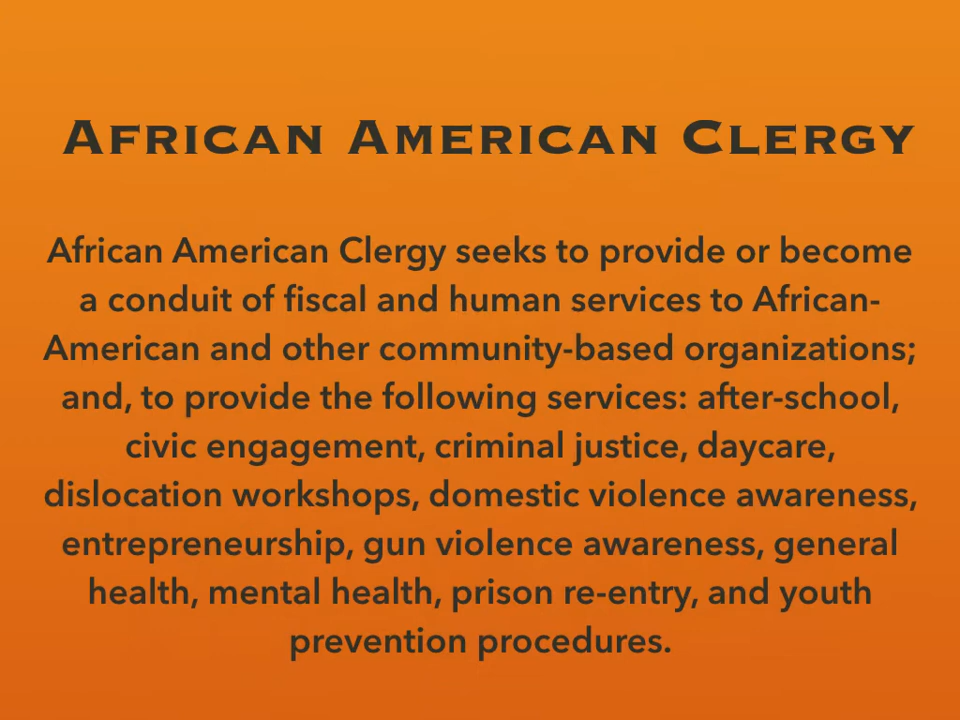 African American Clergy
African American Clergy seeks to provide or become
a conduit of fiscal and human services to African-
American and other community-based organizations;
and, to provide the following services: after-school,
civic engagement, criminal justice, daycare,
dislocation workshops, domestic violence awareness,
entrepreneurship, gun violence awareness, general
health, mental health, prison re-entry, and youth
prevention procedures.